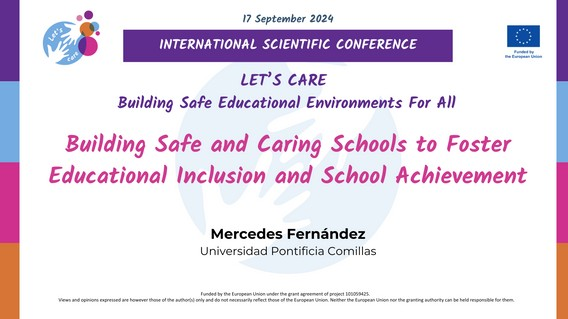 17 September 2024
INTERNATIONAL SCIENTIFIC CONFERENCE
Let's
care
Funded by
the European Union
LET'S CARE
Building Safe Educational Environments For All
Building Safe and Caring Schools to Foster
Educational Inclusion and School Achievement
Mercedes Fernández
Universidad Pontificia Comillas
Funded by the European Union under the grant agreement of project 101059425.
Views and opinions expressed are however those of the author(s) only and do not necessarily reflect those of the European Union. Neither the European Union nor the granting authority can be held responsible for them.